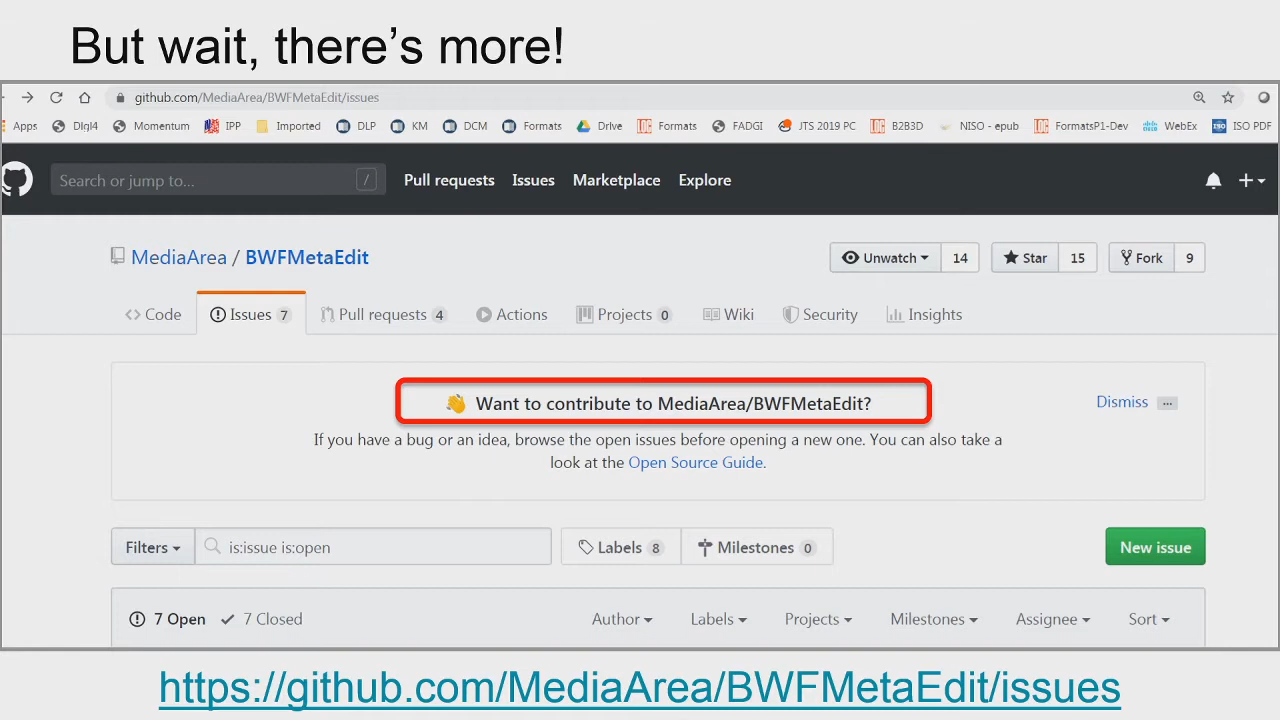 But wait, there's more!
github.com/MediaArea/BWFMetaEdit/issues
Apps DigI4 Momentum IPP Imported DLP KM DCM Formats Drive Formats FADGI JTS 2019 PC B2B3D NISO - epub FormatsP1-Dev WebEx ISO PDF
Search or jump to... / Pull requests Issues Marketplace Explore
MediaArea / BWFMetaEdit Unwatch 14 Star 15 Fork 9
Code Issues 7 Pull requests 4 Actions Projects 0 Wiki Security Insights
Want to contribute to MediaArea/BWFMetaEdit? Dismiss ...
If you have a bug or an idea, browse the open issues before opening a new one. You can also take a
look at the Open Source Guide.
Filters is:issue is:open Labels 8 Milestones 0 New issue
7 Open 7 Closed Author Labels Projects Milestones Assignee Sort
https://github.com/MediaArea/BWFMetaEdit/issues